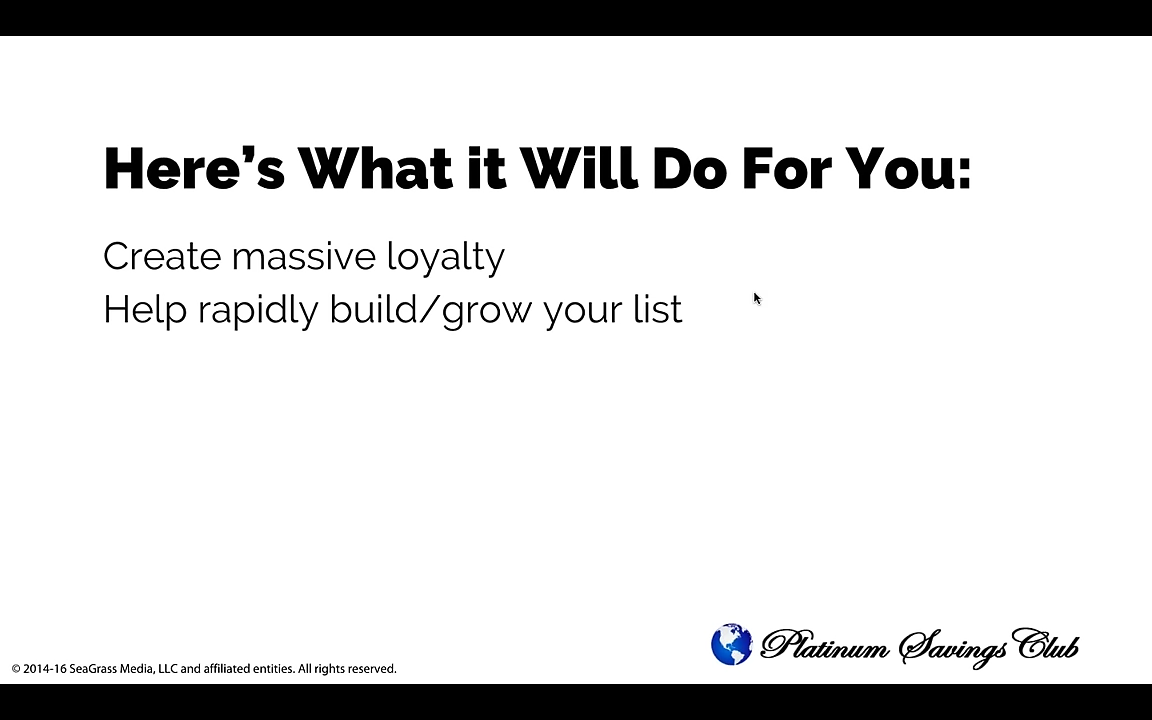 Here’s What it Will Do For You:
Create massive loyalty
Help rapidly build/grow your list
Platinum Savings Club
© 2014-16 SeaGrass Media, LLC and affiliated entities. All rights reserved.